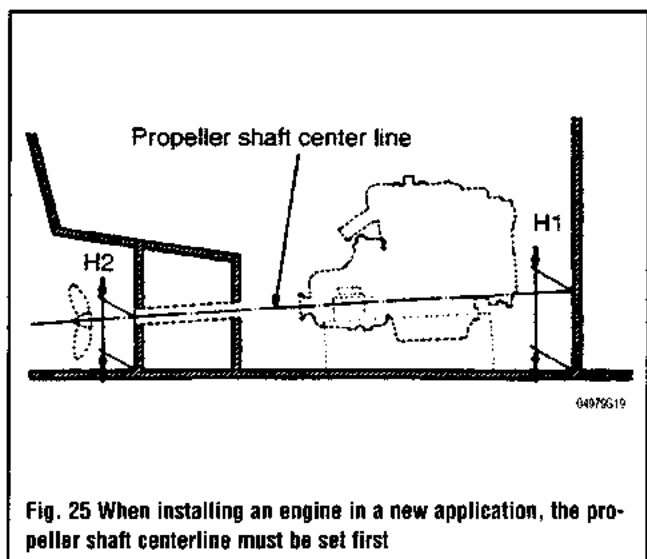 Propeller shaft center line
H1
H2
04979G19
Fig. 25 When installing an engine in a new application, the pro-
peller shaft centerline must be set first